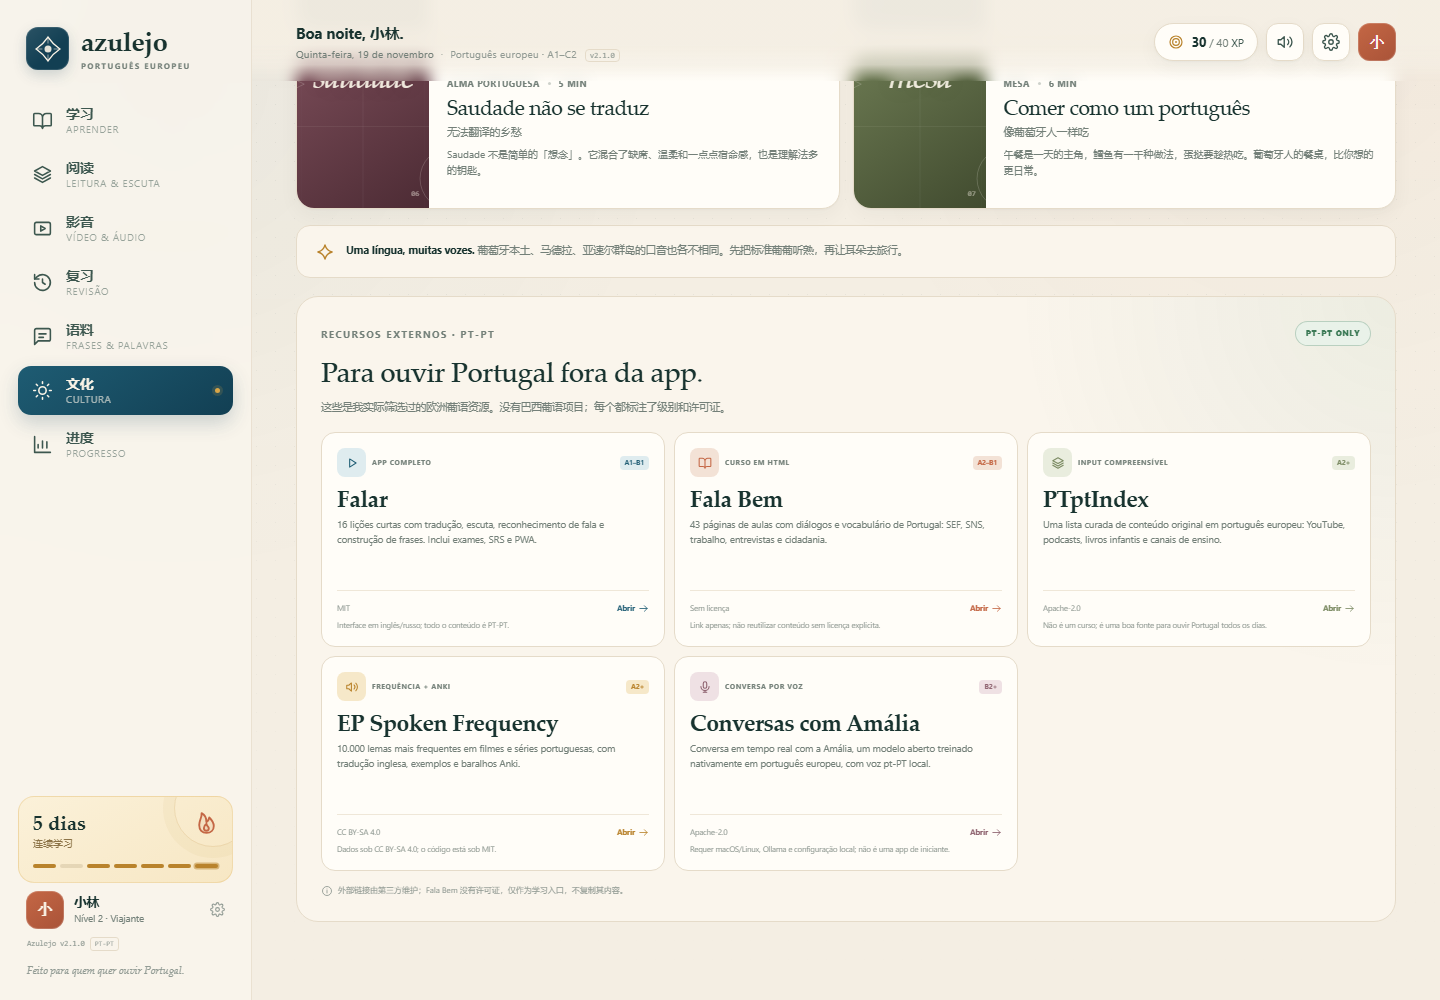 azulejo
PORTUGUÊS EUROPEU
学习
APRENDER
阅读
LEITURA & ESCUTA
影音
VÍDEO & ÁUDIO
复习
REVISÃO
语料
FRASES & PALAVRAS
文化
CULTURA
进度
PROGRESSO
5 dias
连续学习
小
小林
Nível 2 · Viajante
Azulejo v2.1.0 PT-PT
Feito para quem quer ouvir Portugal.
Boa noite, 小林.
Quinta-feira, 19 de novembro · Português europeu · A1–C2 v2.1.0
30 / 40 XP
小
saudade
06
ALMA PORTUGUESA • 5 MIN
Saudade não se traduz
无法翻译的乡愁
Saudade 不是简单的「想念」。它混合了缺席、温柔和一点点宿命感，也是理解法多
的钥匙。
mesa
07
MESA • 6 MIN
Comer como um português
像葡萄牙人一样吃
午餐是一天的主角，鳕鱼有一千种做法，蛋挞要趁热吃。葡萄牙人的餐桌，比你想的
更日常。
Uma língua, muitas vozes. 葡萄牙本土、马德拉、亚速尔群岛的口音也各不相同。先把标准葡葡听熟，再让耳朵去旅行。
RECURSOS EXTERNOS · PT-PT
PT-PT ONLY
Para ouvir Portugal fora da app.
这些是我实际筛选过的欧洲葡语资源。没有巴西葡语项目；每个都标注了级别和许可证。
APP COMPLETO
A1–B1
Falar
16 lições curtas com tradução, escuta, reconhecimento de fala e
construção de frases. Inclui exames, SRS e PWA.
MIT
Abrir →
Interface em inglês/russo; todo o conteúdo é PT-PT.
CURSO EM HTML
A2–B1
Fala Bem
43 páginas de aulas com diálogos e vocabulário de Portugal: SEF, SNS,
trabalho, entrevistas e cidadania.
Sem licença
Abrir →
Link apenas; não reutilizar conteúdo sem licença explícita.
INPUT COMPREENSÍVEL
A2+
PTptIndex
Uma lista curada de conteúdo original em português europeu: YouTube,
podcasts, livros infantis e canais de ensino.
Apache-2.0
Abrir →
Não é um curso; é uma boa fonte para ouvir Portugal todos os dias.
FREQUÊNCIA + ANKI
A2+
EP Spoken Frequency
10.000 lemas mais frequentes em filmes e séries portuguesas, com
tradução inglesa, exemplos e baralhos Anki.
CC BY-SA 4.0
Abrir →
Dados sob CC BY-SA 4.0; o código está sob MIT.
CONVERSA POR VOZ
B2+
Conversas com Amália
Conversa em tempo real com a Amália, um modelo aberto treinado
nativamente em português europeu, com voz pt-PT local.
Apache-2.0
Abrir →
Requer macOS/Linux, Ollama e configuração local; não é uma app de iniciante.
外部链接由第三方维护；Fala Bem 没有许可证，仅作为学习入口，不复制其内容。